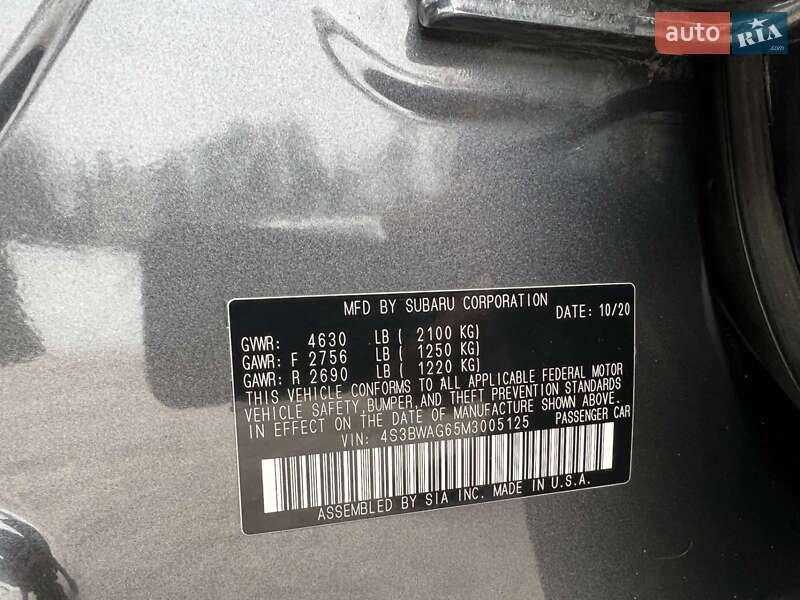 auto RIA.com
MFD BY SUBARU CORPORATION DATE: 10/20
GVWR: 4630 LB ( 2100 KG)
GAWR: F 2756 LB ( 1250 KG)
GAWR: R 2690 LB ( 1220 KG)
THIS VEHICLE CONFORMS TO ALL APPLICABLE FEDERAL MOTOR
VEHICLE SAFETY,BUMPER,AND THEFT PREVENTION STANDARDS
IN EFFECT ON THE DATE OF MANUFACTURE SHOWN ABOVE.
VIN: 4S3BWAG65M3005125 PASSENGER CAR
ASSEMBLED BY SIA INC. MADE IN U.S.A.